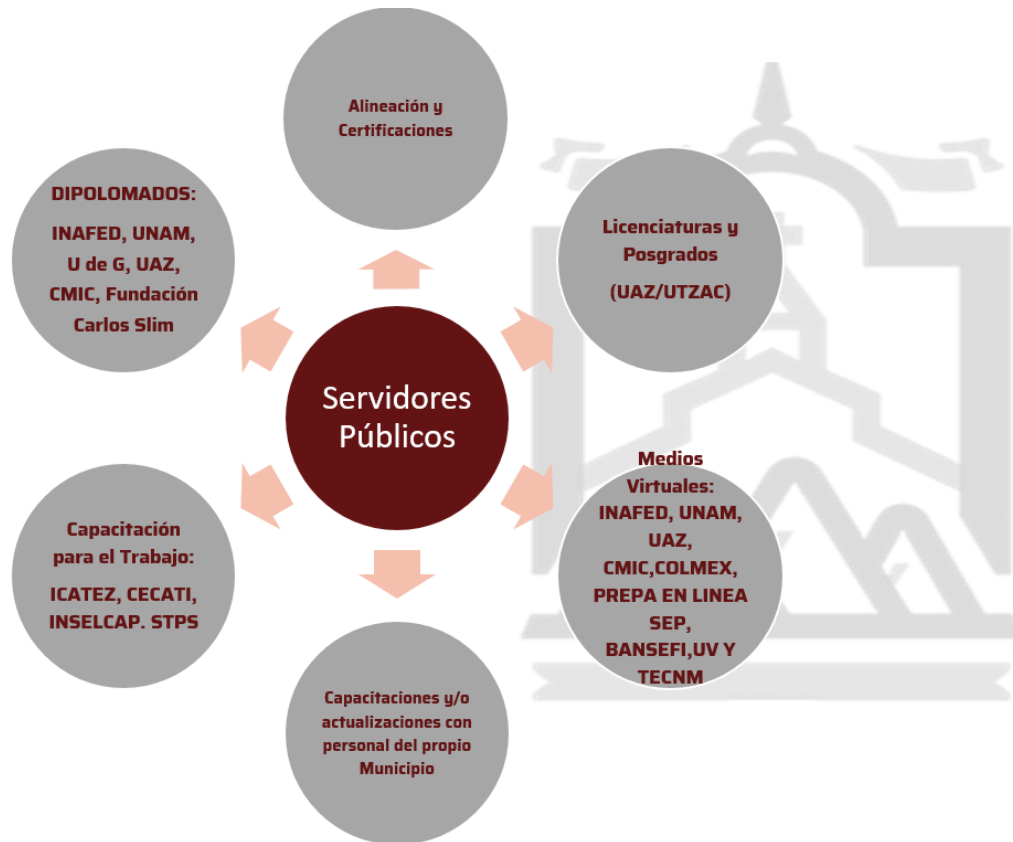 Alineación y
Certificaciones
DIPOLOMADOS:
INAFED, UNAM,
U de G, UAZ,
CMIC, Fundación
Carlos Slim
Licenciaturas y
Posgrados
(UAZ/UTZAC)
Servidores
Públicos
Capacitación
para el Trabajo:
ICATEZ, CECATI,
INSELCAP. STPS
Medios
Virtuales:
INAFED, UNAM,
UAZ,
CMIC,COLMEX,
PREPA EN LINEA
SEP,
BANSEFI,UV Y
TECNM
Capacitaciones y/o
actualizaciones con
personal del propio
Municipio